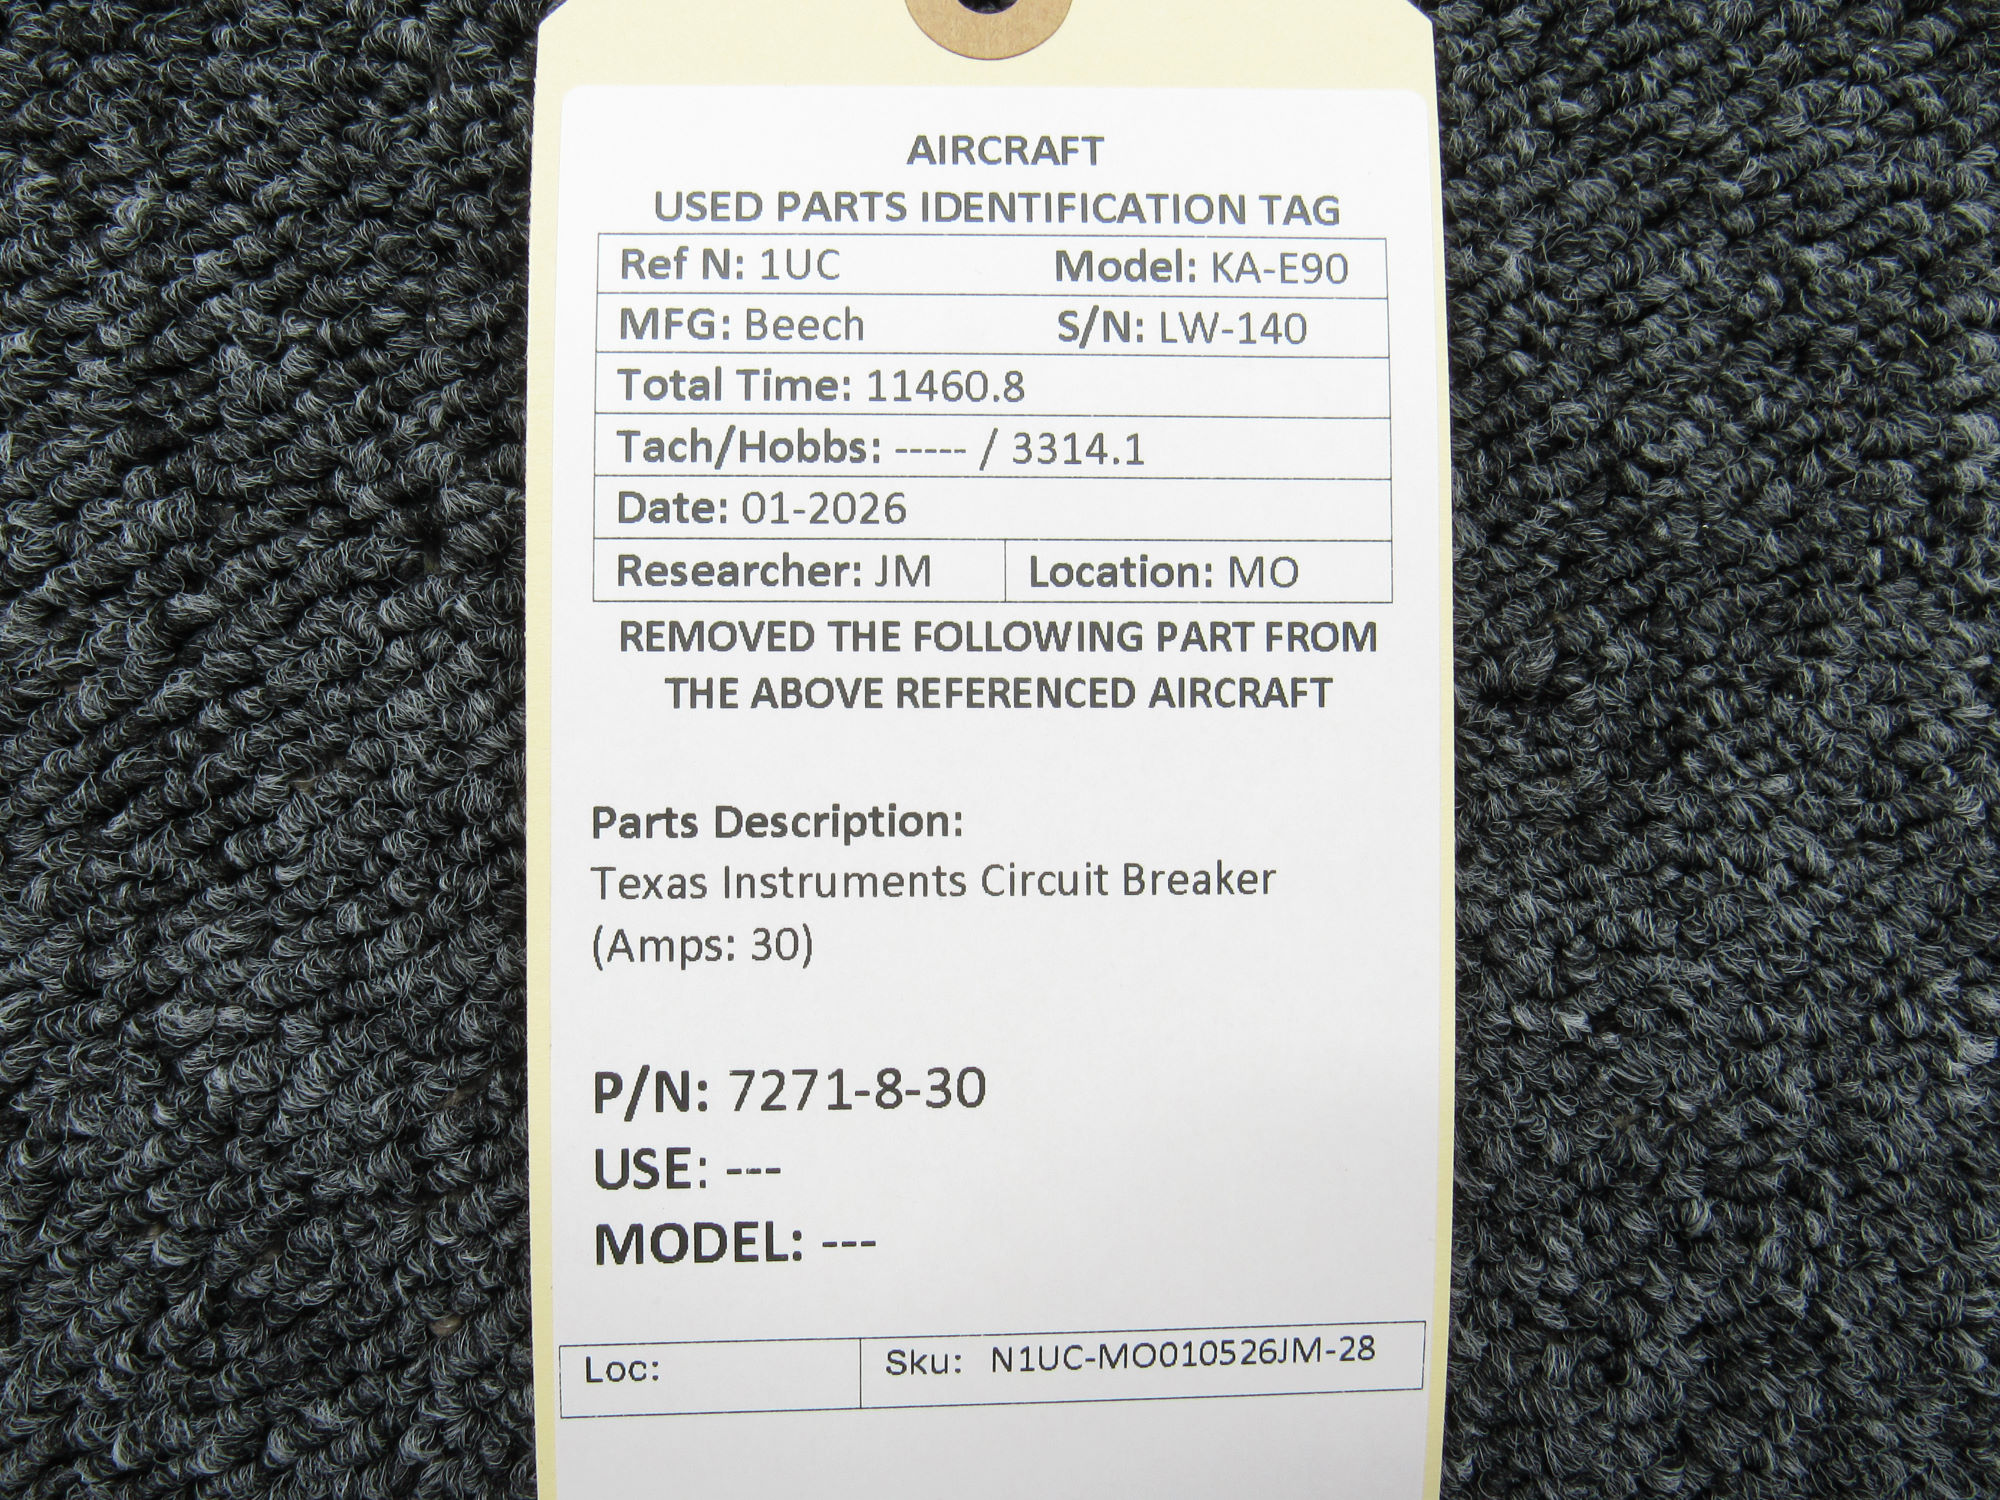 AIRCRAFT
USED PARTS IDENTIFICATION TAG
Ref N: 1UC Model: KA-E90
MFG: Beech S/N: LW-140
Total Time: 11460.8
Tach/Hobbs: ----- / 3314.1
Date: 01-2026
Researcher: JM Location: MO
REMOVED THE FOLLOWING PART FROM
THE ABOVE REFERENCED AIRCRAFT
Parts Description:
Texas Instruments Circuit Breaker
(Amps: 30)
P/N: 7271-8-30
USE: ---
MODEL: ---
Loc: Sku: N1UC-MO010526JM-28